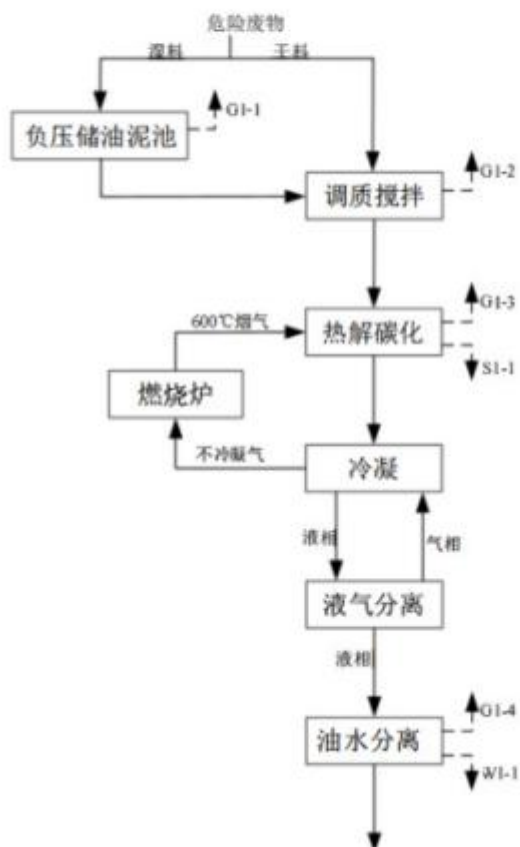 危险废物
湿料
干料
G1-1
负压储油泥池
G1-2
调质搅拌
G1-3
600℃烟气
热解碳化
S1-1
燃烧炉
不冷凝气
冷凝
液相
气相
液气分离
液相
G1-4
油水分离
W1-1